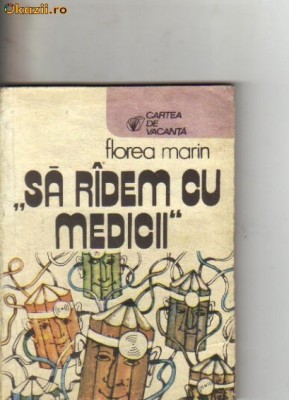 Okazii.ro
CARTEA
DE
VACANȚĂ
florea marin
„SĂ RÎDEM CU
MEDICII"